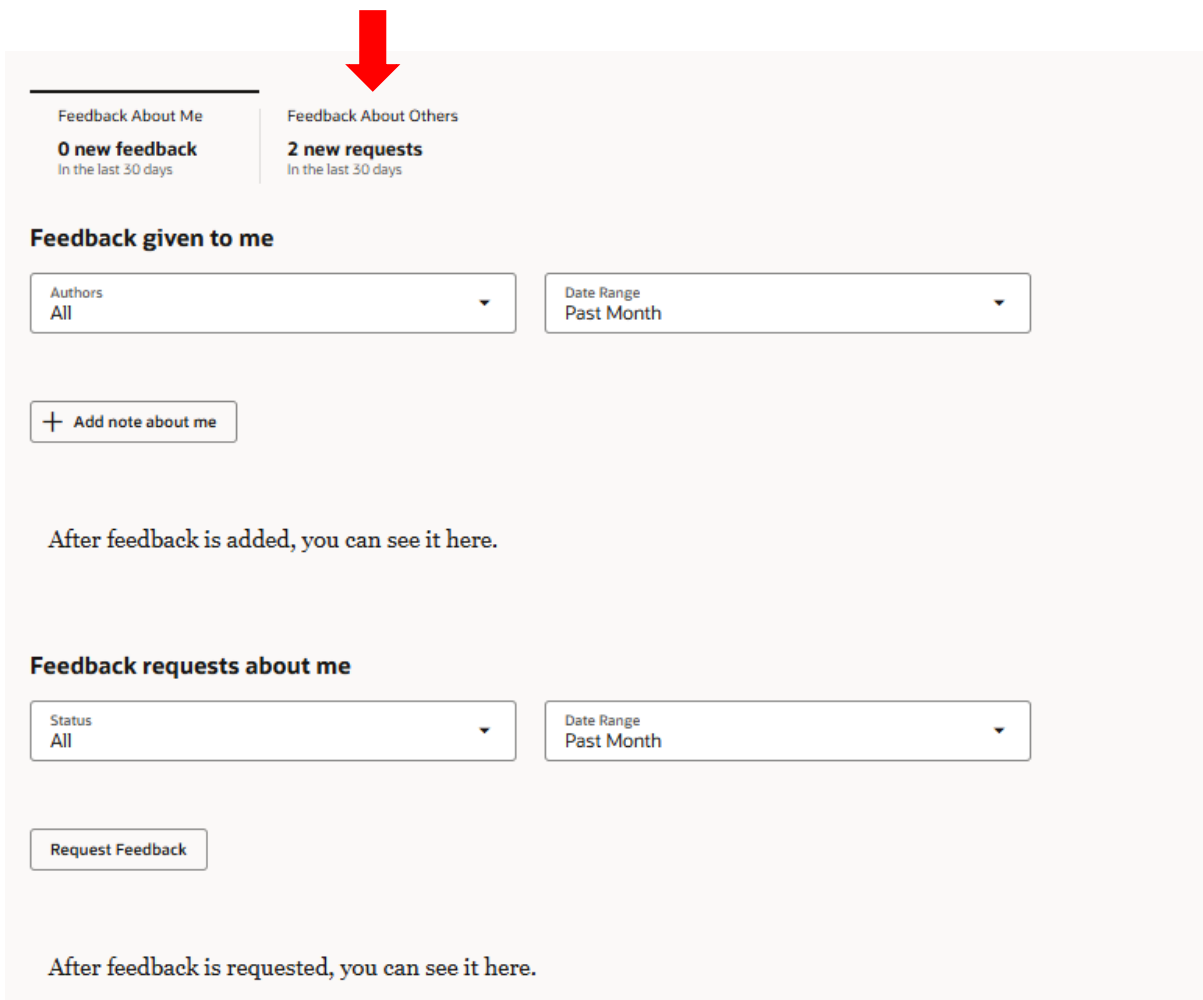 Feedback About Me
0 new feedback
In the last 30 days
Feedback About Others
2 new requests
In the last 30 days
Feedback given to me
Authors
All
Date Range
Past Month
Add note about me
After feedback is added, you can see it here.
Feedback requests about me
Status
All
Date Range
Past Month
Request Feedback
After feedback is requested, you can see it here.